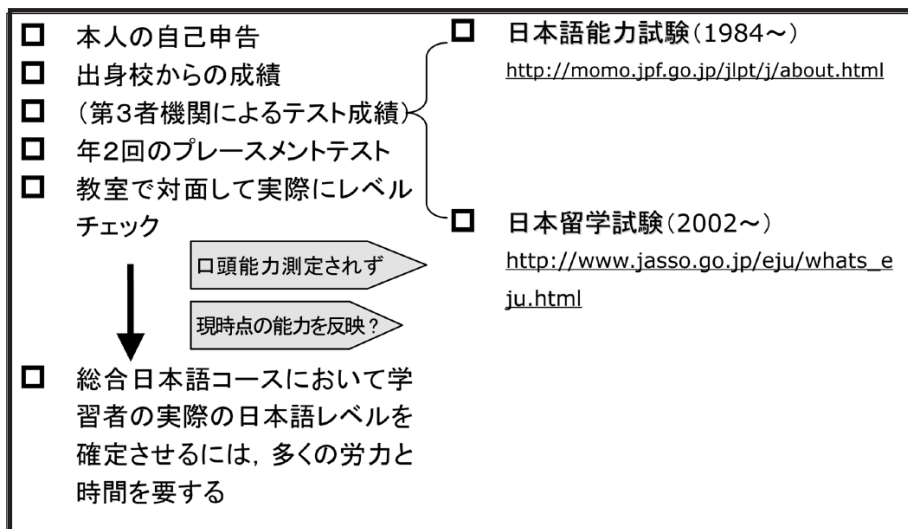 本人の自己申告
出身校からの成績
(第3者機関によるテスト成績)
年2回のプレースメントテスト
教室で対面して実際にレベル
チェック
口頭能力測定されず
現時点の能力を反映?
総合日本語コースにおいて学
習者の実際の日本語レベルを
確定させるには,多くの労力と
時間を要する
日本語能力試験(1984~)
http://momo.jpf.go.jp/jlpt/j/about.html
日本留学試験(2002~)
http://www.jasso.go.jp/eju/whats_e
ju.html